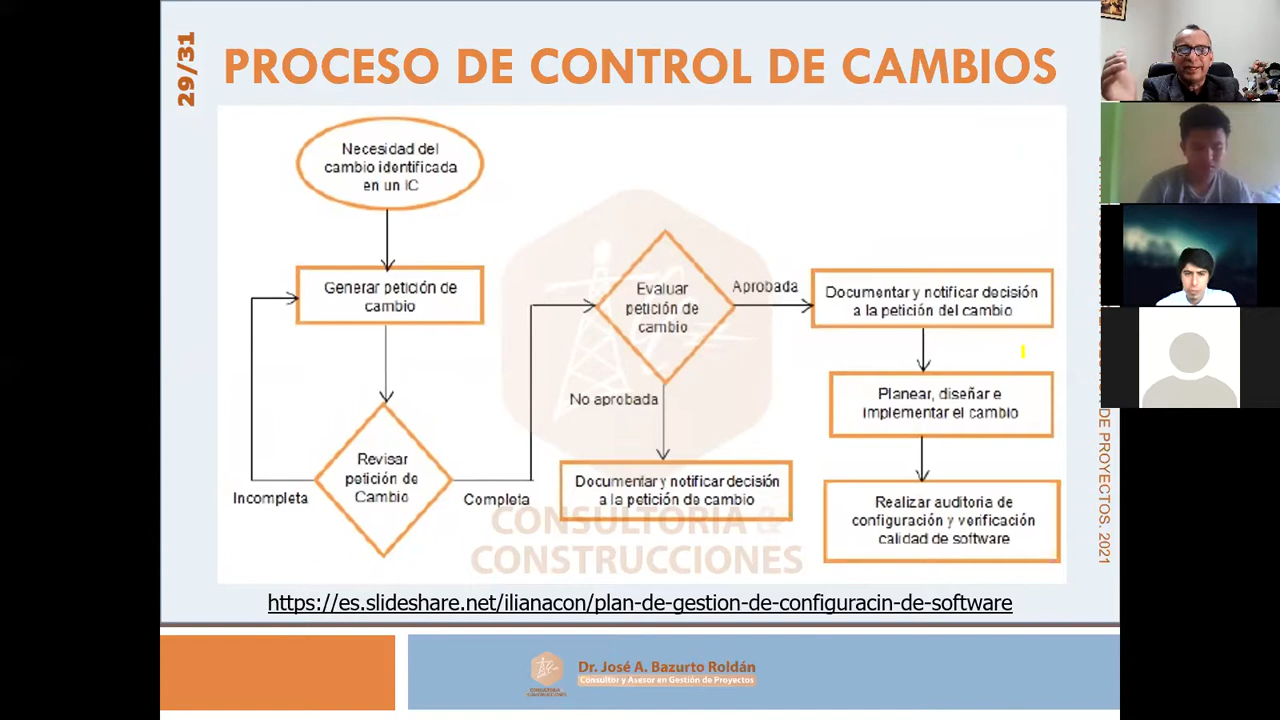 29/31
PROCESO DE CONTROL DE CAMBIOS
Necesidad del
cambio identificada
en un IC
Generar petición de
cambio
Revisar
petición de
Cambio
Incompleta
Completa
Evaluar
petición de
cambio
Aprobada
No aprobada
Documentar y notificar decisión
a la petición de cambio
Documentar y notificar decisión
a la petición del cambio
Planear, diseñar e
implementar el cambio
Realizar auditoria de
configuración y verificación
calidad de software
CONSULTORIA &
CONSTRUCCIONES
https://es.slideshare.net/ilianacon/plan-de-gestion-de-configuracin-de-software
DE PROYECTOS. 2021
Dr. José A. Bazurto Roldán
Consultor y Asesor en Gestión de Proyectos
CONSULTORIA &
CONSTRUCCIONES